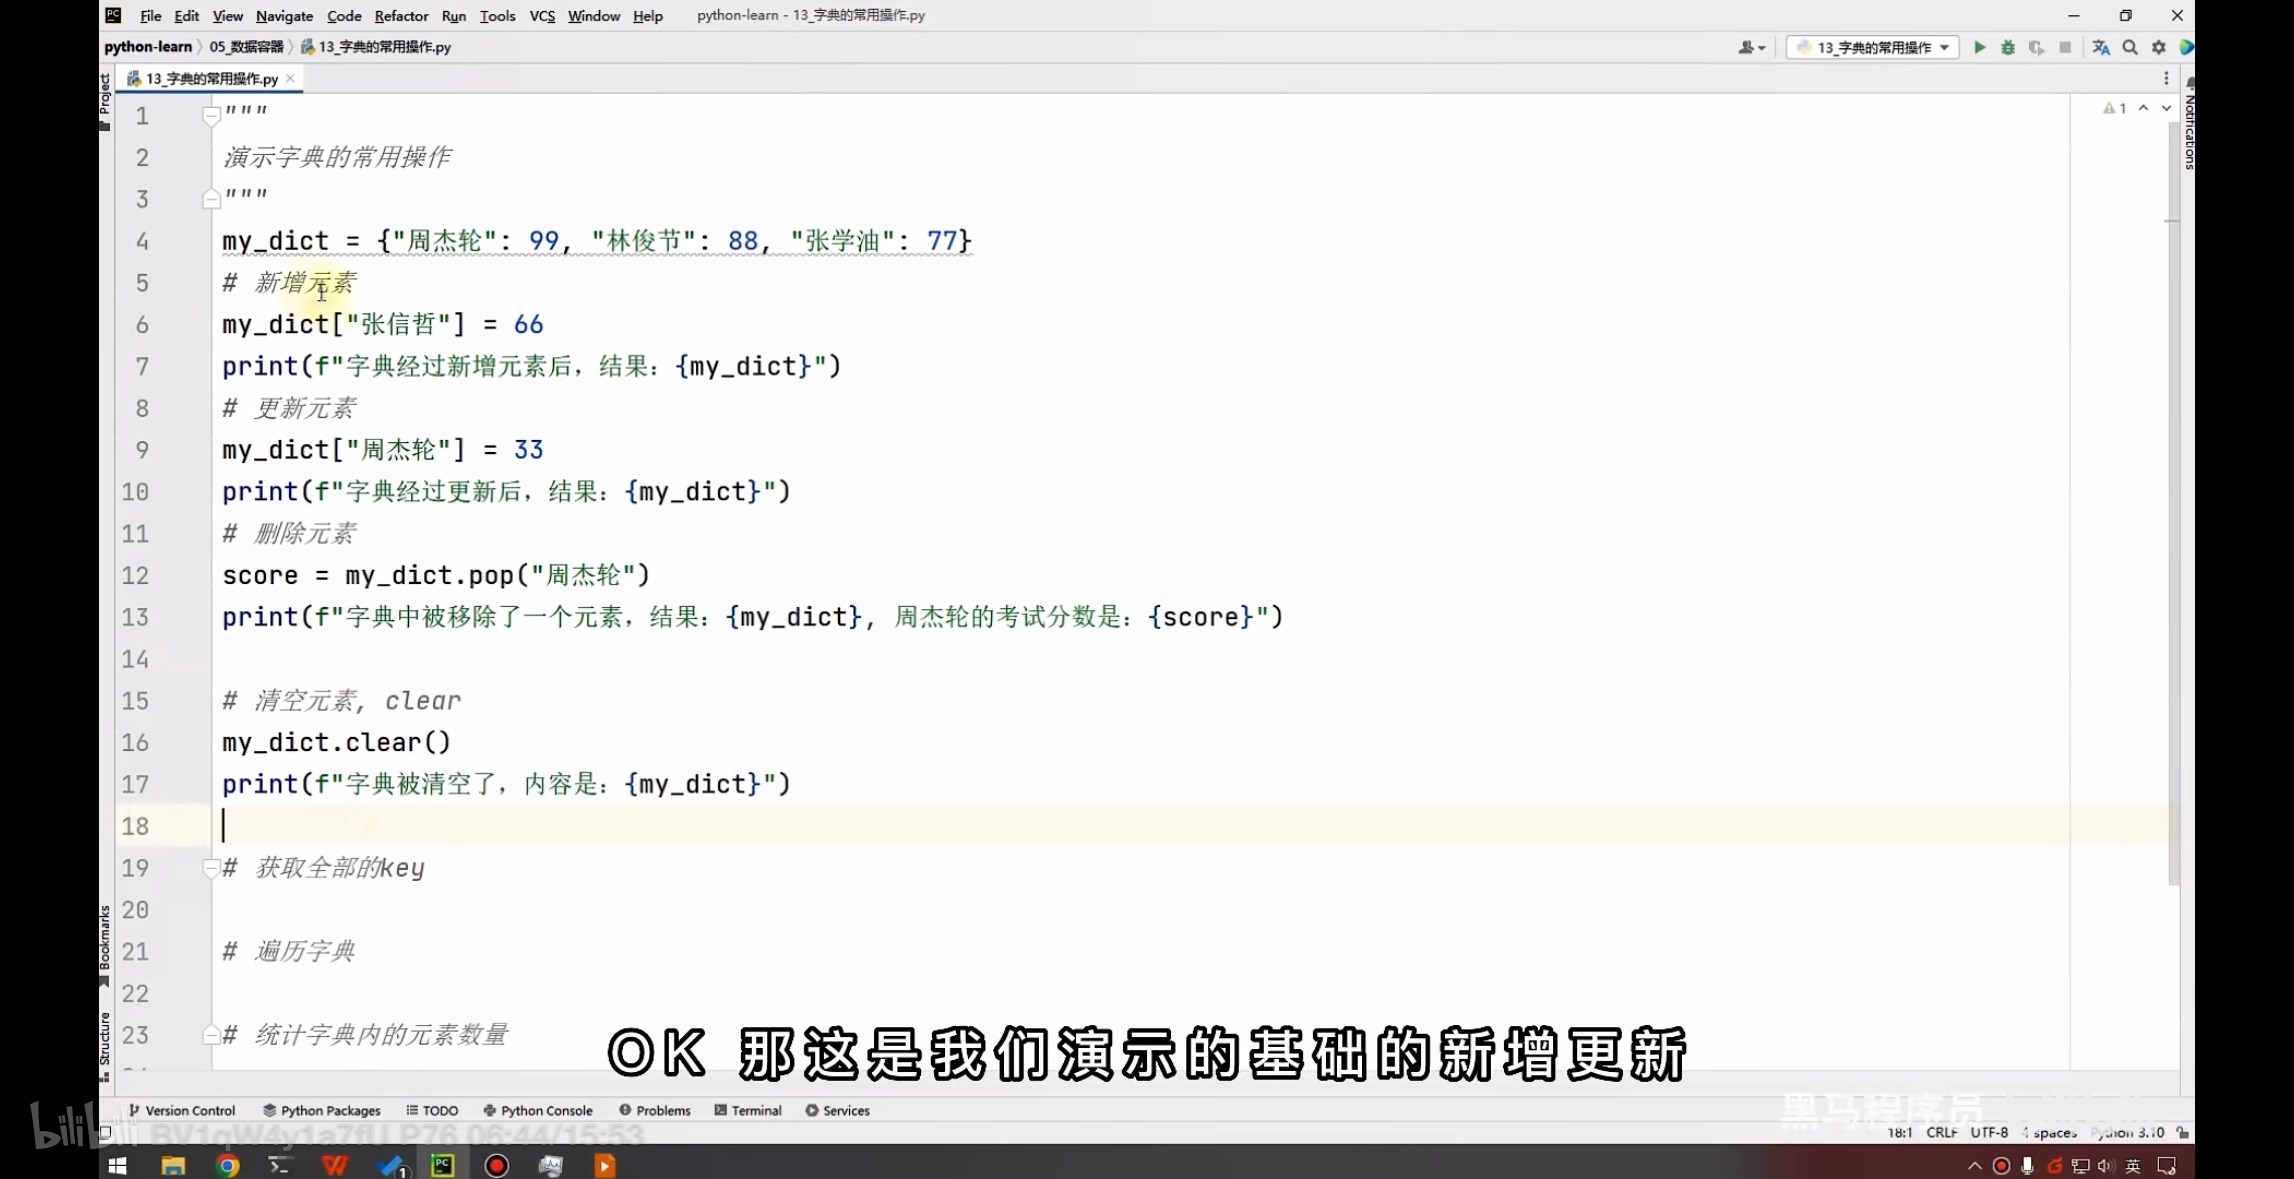 File Edit View Navigate Code Refactor Run Tools VCS Window Help python-learn - 13_字典的常用操作.py
python-learn 05_数据容器 13_字典的常用操作.py 13_字典的常用操作
13_字典的常用操作.py
Project
Notifications
1
1 """
2 演示字典的常用操作
3 """
4 my_dict = {"周杰轮": 99, "林俊节": 88, "张学油": 77}
5 # 新增元素
6 my_dict["张信哲"] = 66
7 print(f"字典经过新增元素后，结果：{my_dict}")
8 # 更新元素
9 my_dict["周杰轮"] = 33
10 print(f"字典经过更新后，结果：{my_dict}")
11 # 删除元素
12 score = my_dict.pop("周杰轮")
13 print(f"字典中被移除了一个元素，结果：{my_dict}, 周杰轮的考试分数是：{score}")
14
15 # 清空元素, clear
16 my_dict.clear()
17 print(f"字典被清空了，内容是：{my_dict}")
18
19 # 获取全部的key
20
21 # 遍历字典
22
23 # 统计字典内的元素数量
Bookmarks
Structure
OK 那这是我们演示的基础的新增更新
Version Control Python Packages TODO Python Console Problems Terminal Services
黑马程序员
bilibili BV1qW4y1a7fU P76 06:44/15:53
18:1 CRLF UTF-8 4 spaces Python 3.10
英